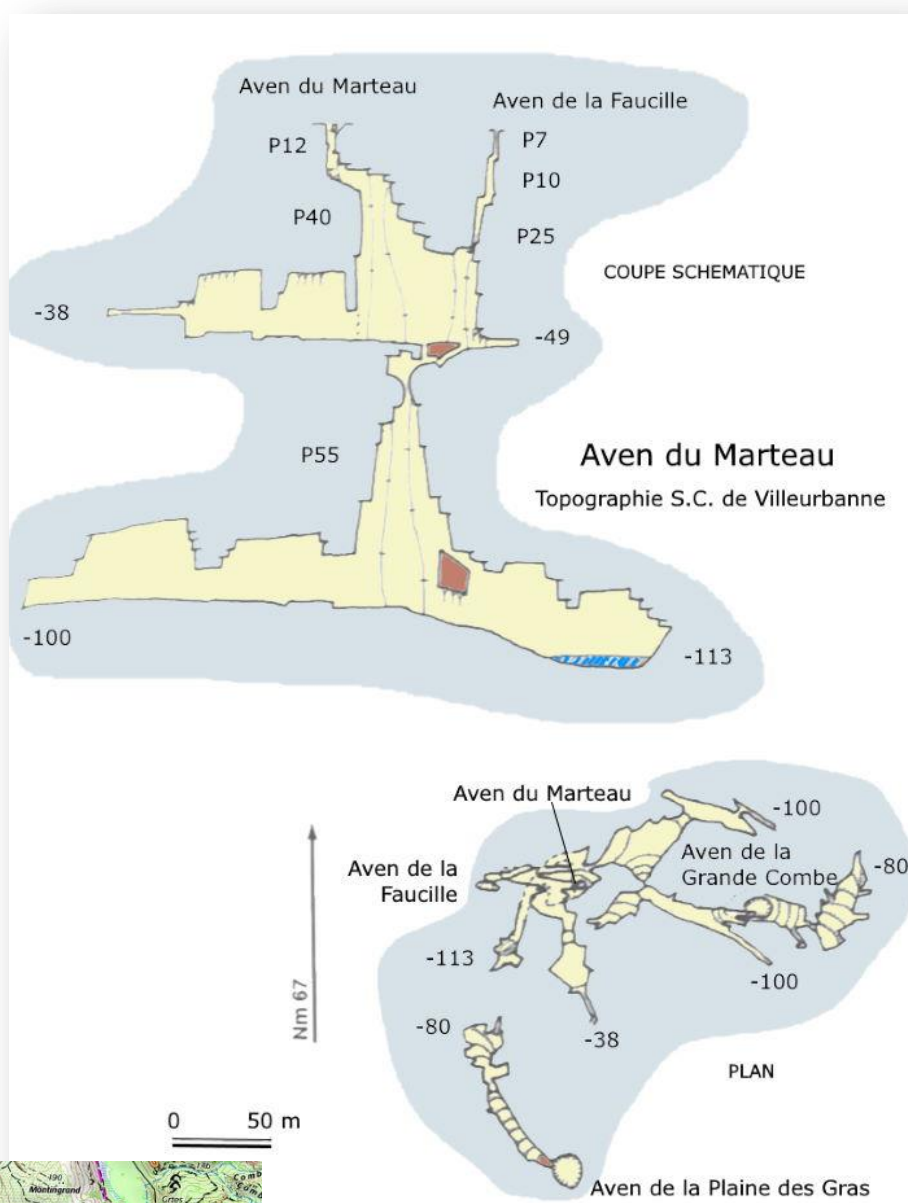 Aven du Marteau
Aven de la Faucille
P12
P7
P10
P40
P25
COUPE SCHEMATIQUE
-38
-49
P55
Aven du Marteau
Topographie S.C. de Villeurbanne
-100
-113
Aven du Marteau
-100
Aven de la
Faucille
Aven de la
Grande Combe
-80
-113
-100
-80
-38
Nm 67
PLAN
0 50 m
Aven de la Plaine des Gras
190
Montingrand